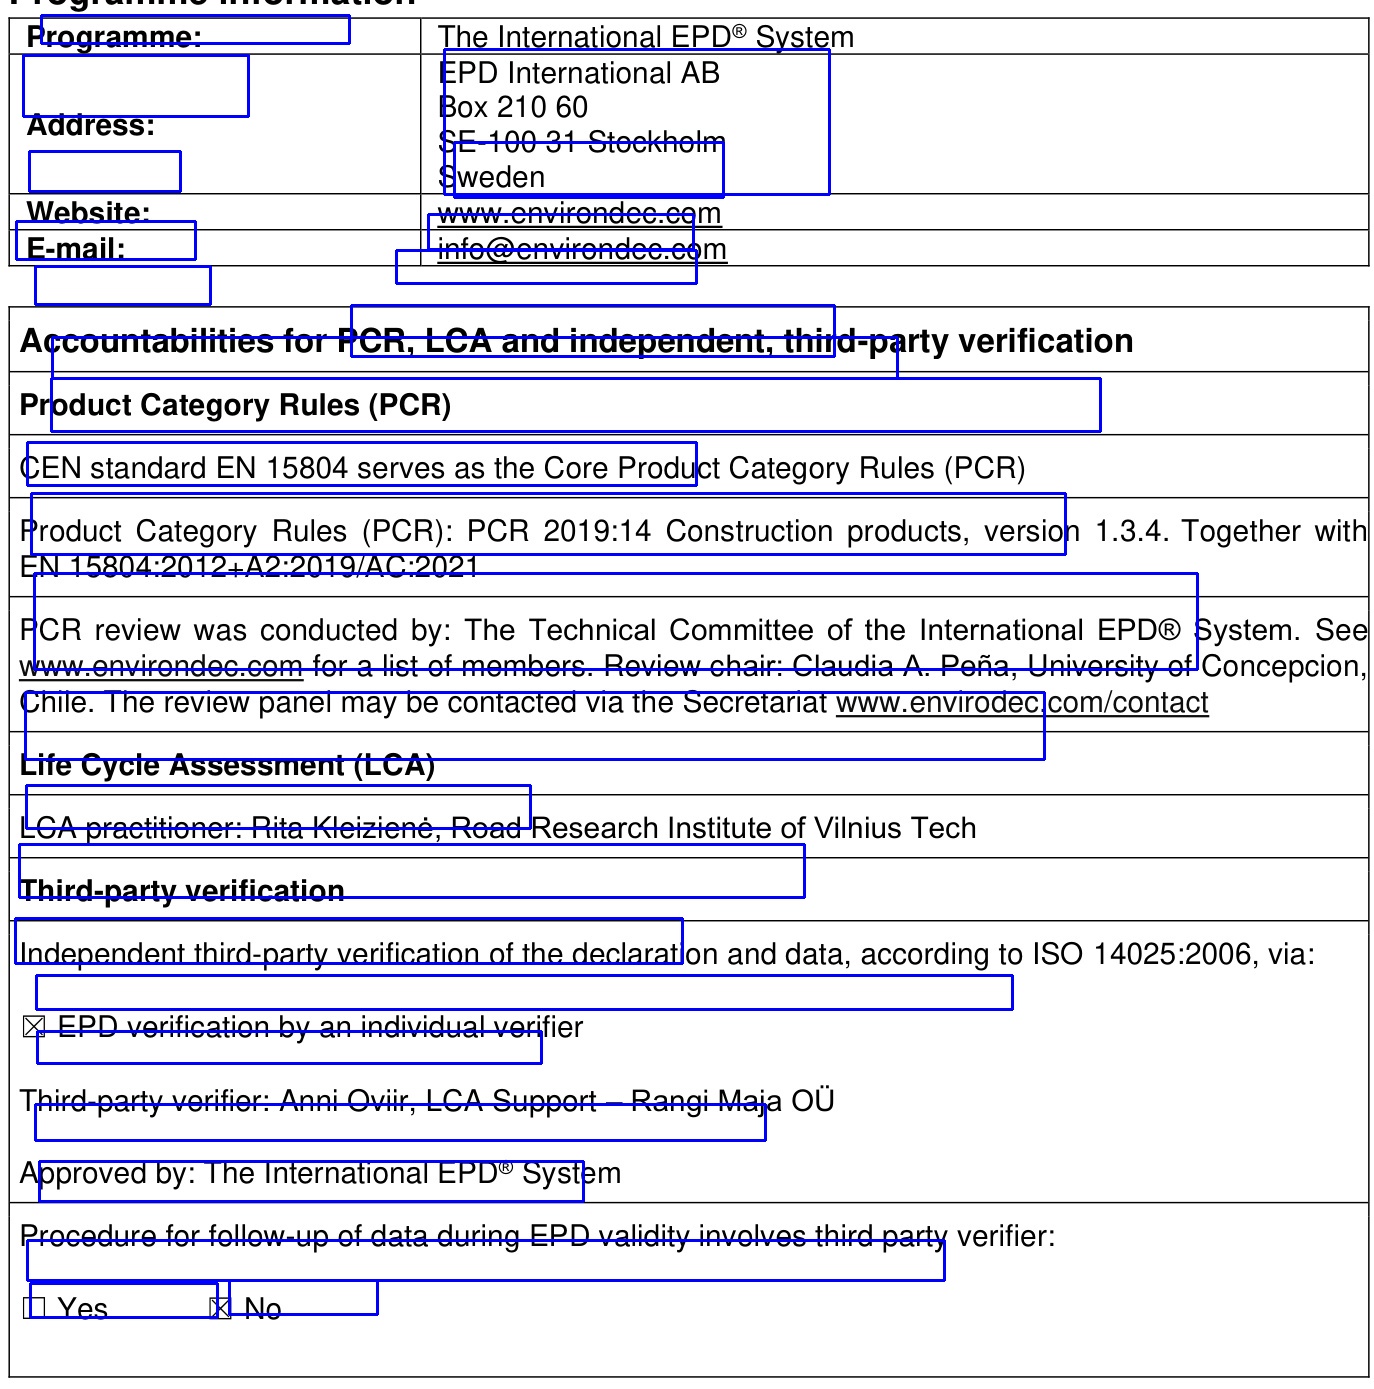 Programme Information
Programme: The International EPD® System
Address: EPD International AB
Box 210 60
SE-100 31 Stockholm
Sweden
Website: www.environdec.com
E-mail: info@environdec.com
Accountabilities for PCR, LCA and independent, third-party verification
Product Category Rules (PCR)
CEN standard EN 15804 serves as the Core Product Category Rules (PCR)
Product Category Rules (PCR): PCR 2019:14 Construction products, version 1.3.4. Together with
EN 15804:2012+A2:2019/AC:2021
PCR review was conducted by: The Technical Committee of the International EPD® System. See
www.environdec.com for a list of members. Review chair: Claudia A. Peña, University of Concepcion,
Chile. The review panel may be contacted via the Secretariat www.envirodec.com/contact
Life Cycle Assessment (LCA)
LCA practitioner: Rita Kleizienė, Road Research Institute of Vilnius Tech
Third-party verification
Independent third-party verification of the declaration and data, according to ISO 14025:2006, via:
☒ EPD verification by an individual verifier
Third-party verifier: Anni Oviir, LCA Support – Rangi Maja OÜ
Approved by: The International EPD® System
Procedure for follow-up of data during EPD validity involves third party verifier:
☐ Yes ☒ No